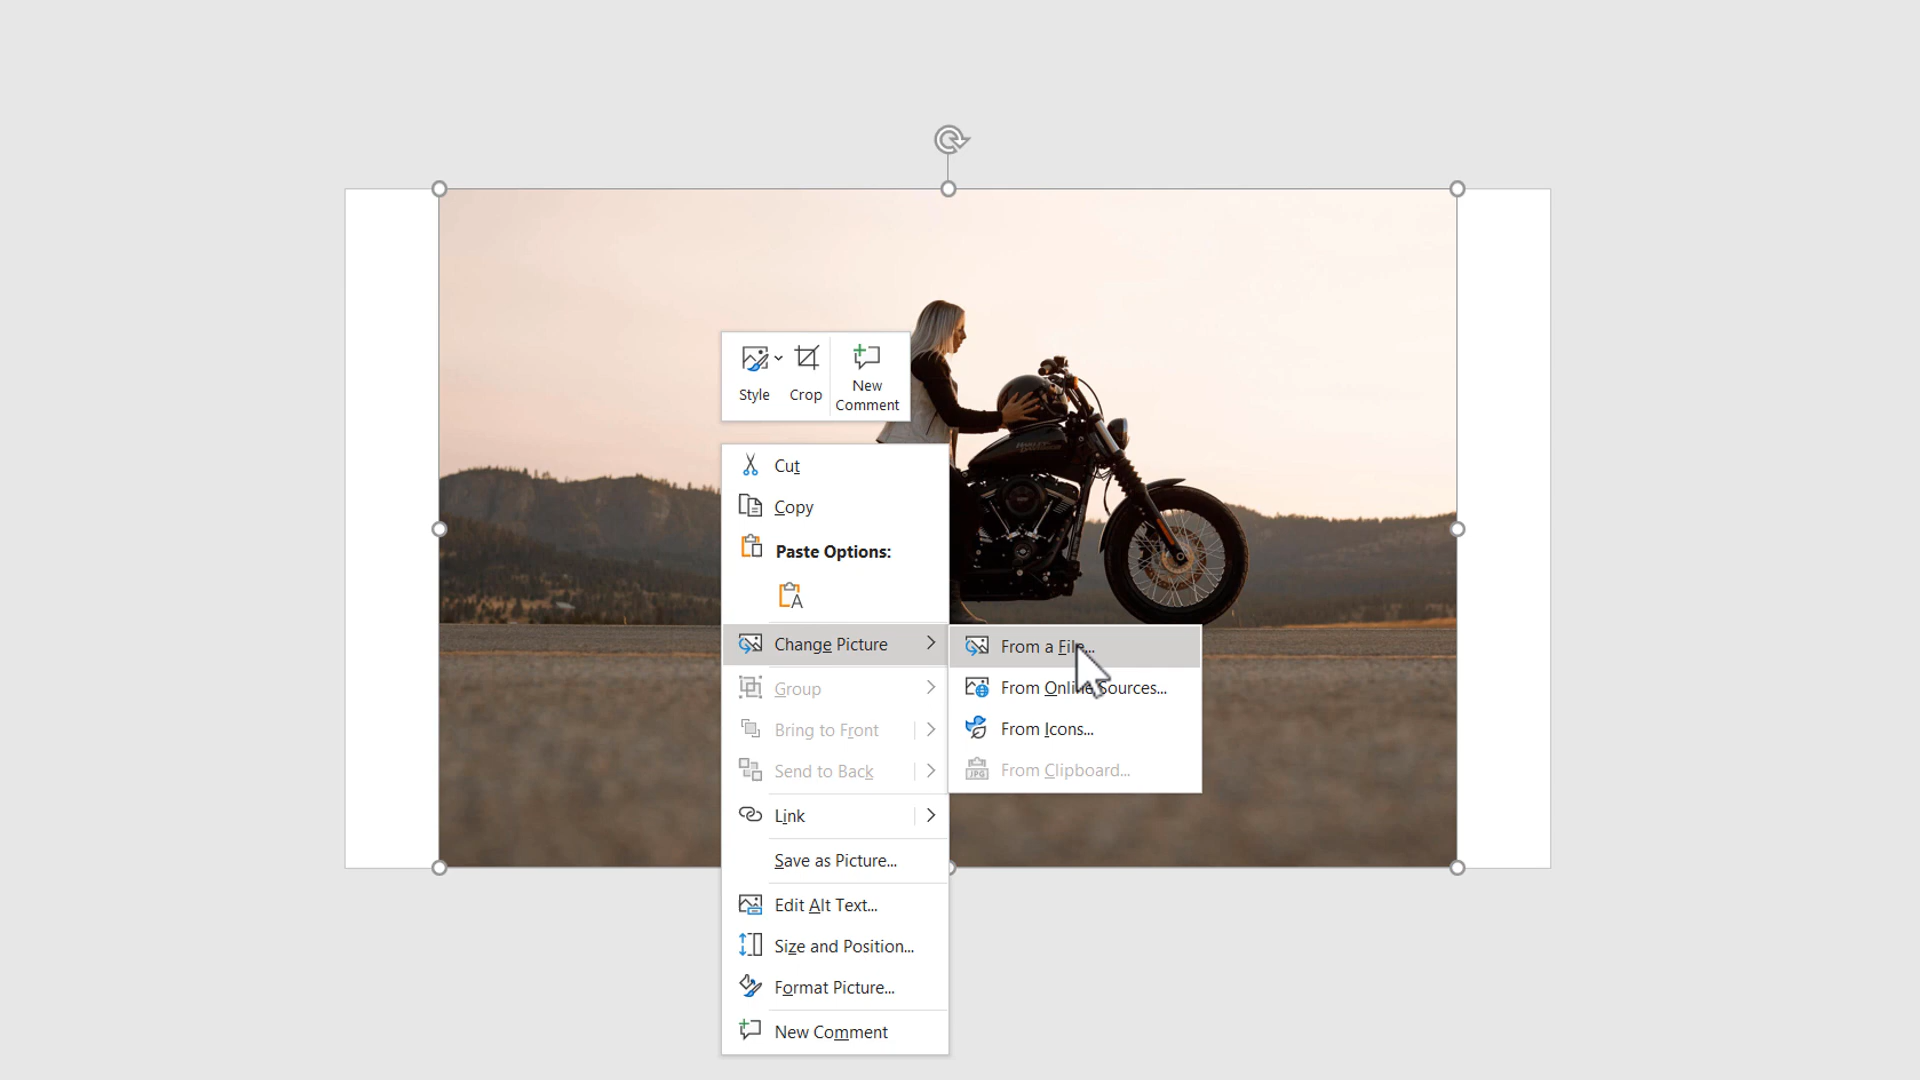 Style
Crop
New
Comment
Cut
Copy
Paste Options:
A
Change Picture
From a File...
Group
From Online Sources...
Bring to Front
From Icons...
Send to Back
JPG
From Clipboard...
Link
Save as Picture...
Edit Alt Text...
Size and Position...
Format Picture...
New Comment